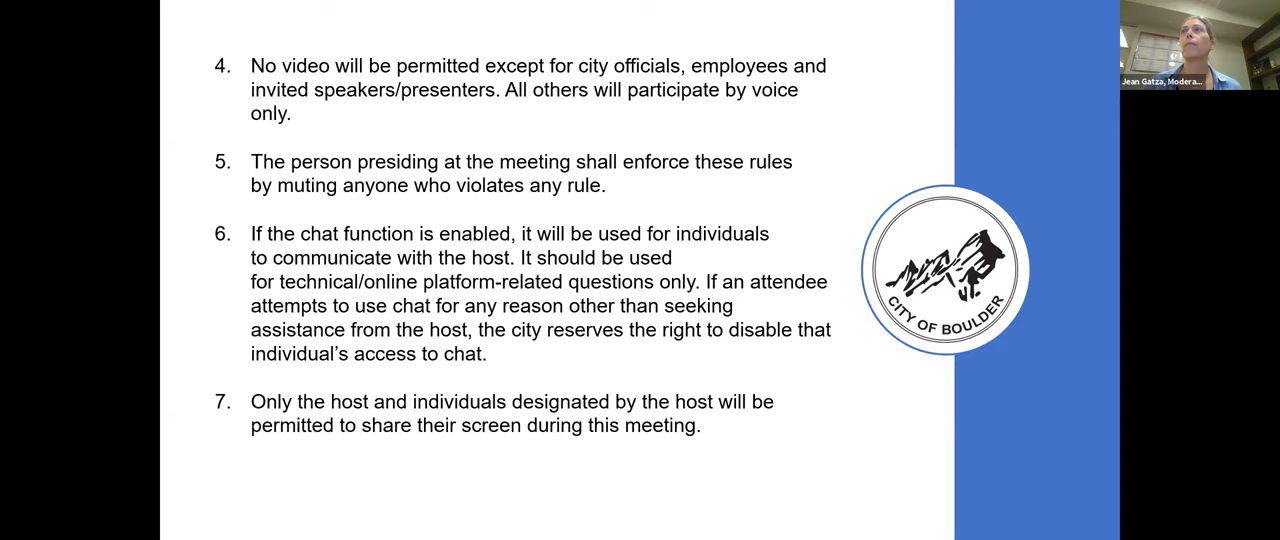 4. No video will be permitted except for city officials, employees and
invited speakers/presenters. All others will participate by voice
only.
5. The person presiding at the meeting shall enforce these rules
by muting anyone who violates any rule.
6. If the chat function is enabled, it will be used for individuals
to communicate with the host. It should be used
for technical/online platform-related questions only. If an attendee
attempts to use chat for any reason other than seeking
assistance from the host, the city reserves the right to disable that
individual’s access to chat.
7. Only the host and individuals designated by the host will be
permitted to share their screen during this meeting.
CITY OF BOULDER
Jean Gatza, Modera...